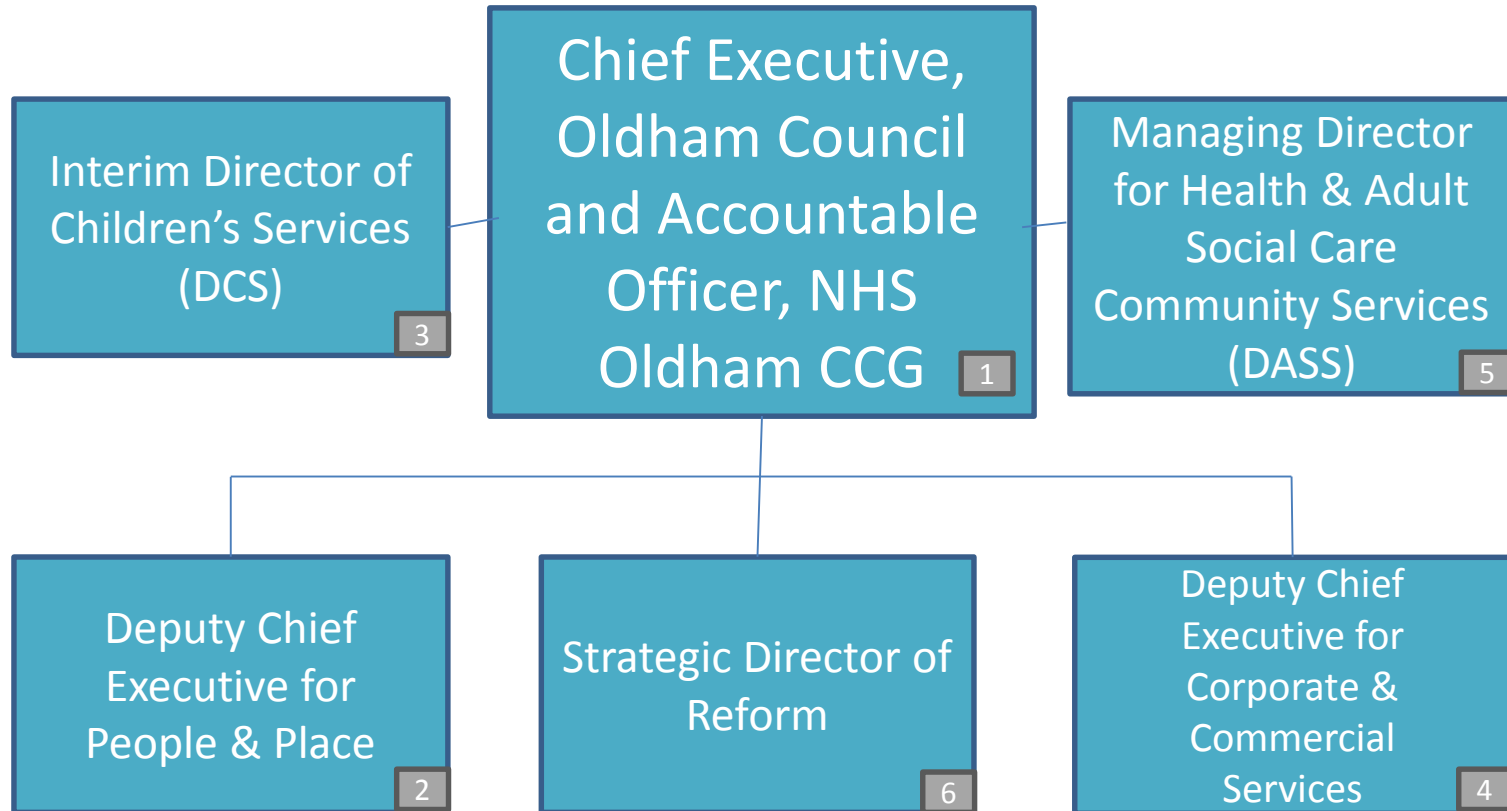 Chief Executive,
Oldham Council
and Accountable
Officer, NHS
Oldham CCG
1
Interim Director of
Children’s Services
(DCS)
3
Managing Director
for Health & Adult
Social Care
Community Services
(DASS)
5
Deputy Chief
Executive for
People & Place
2
Strategic Director of
Reform
6
Deputy Chief
Executive for
Corporate &
Commercial
Services
4